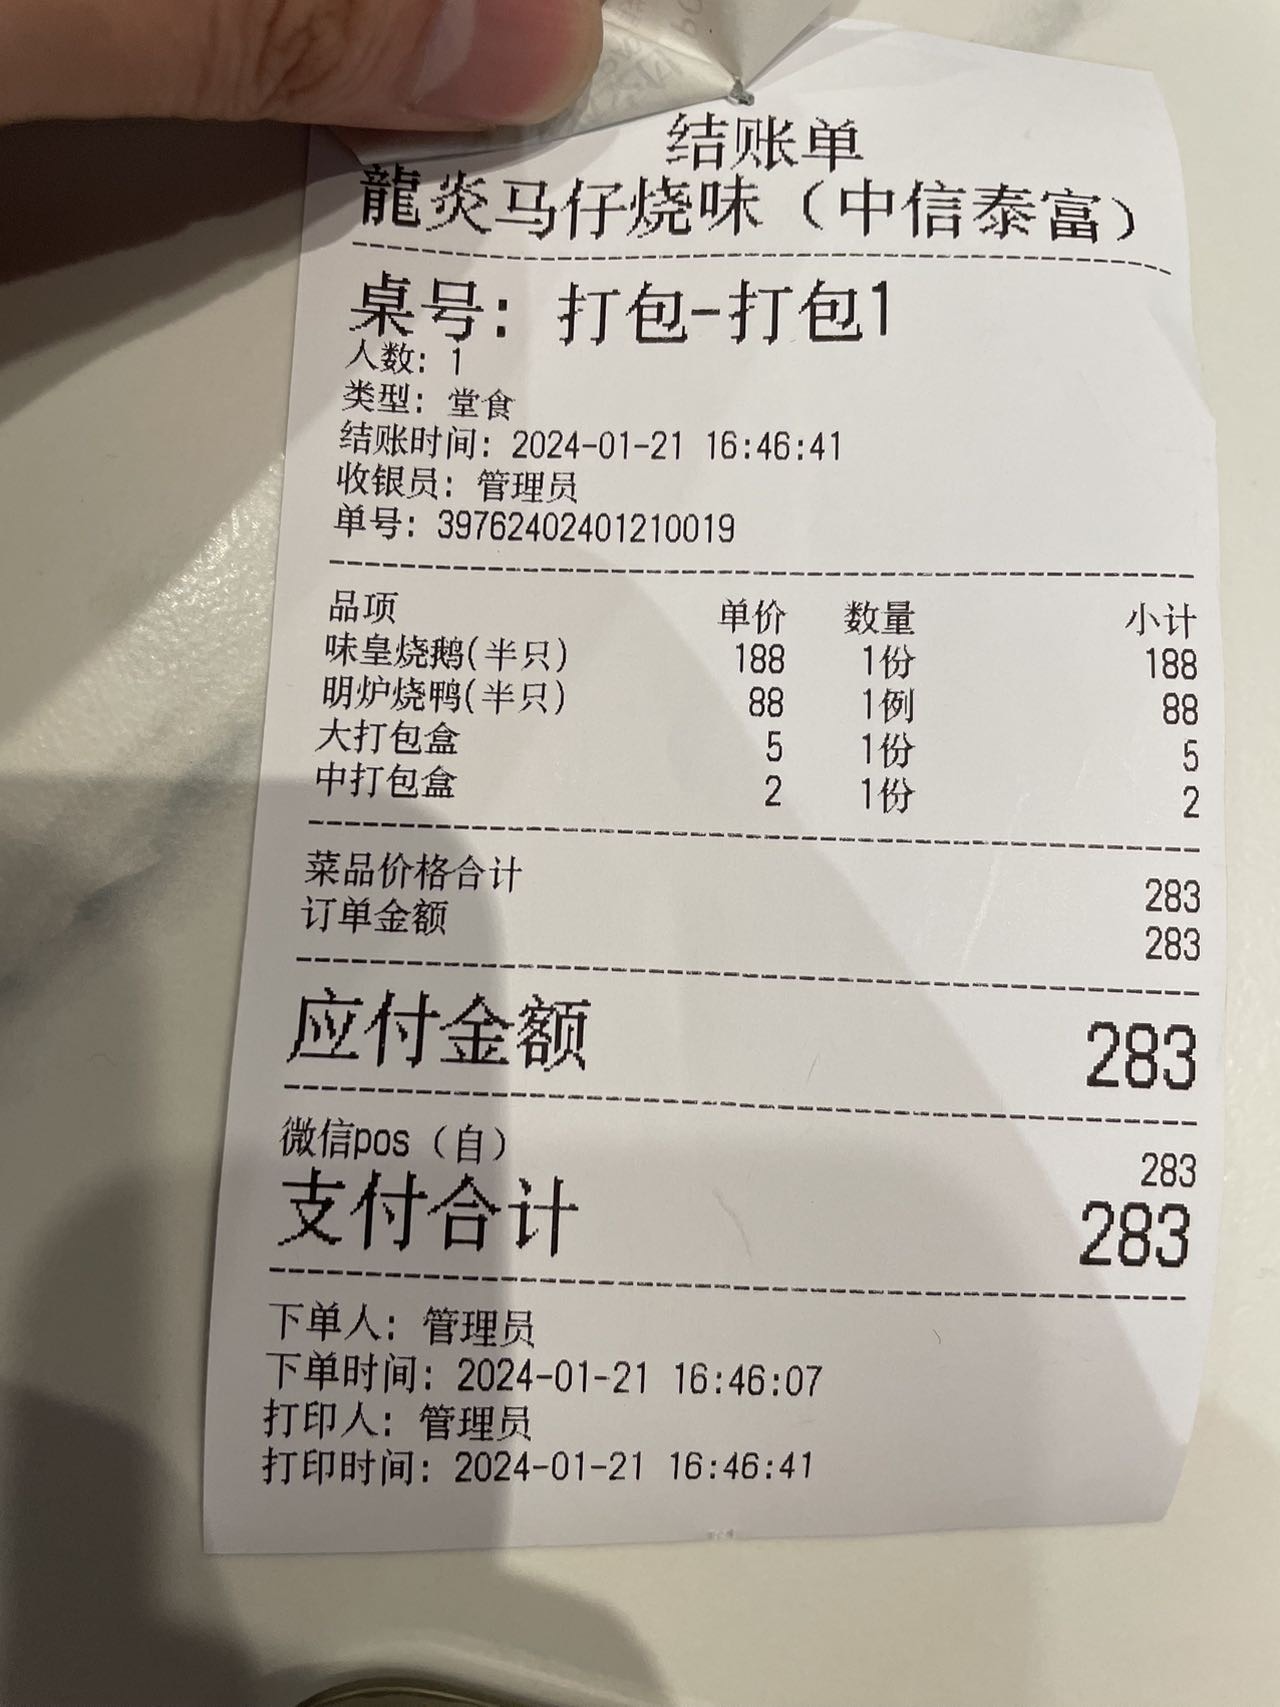 结账单
龍炎马仔烧味（中信泰富）
桌号：打包-打包1
人数：1
类型：堂食
结账时间：2024-01-21 16:46:41
收银员：管理员
单号：39762402401210019
品项 单价 数量 小计
味皇烧鹅(半只) 188 1份 188
明炉烧鸭(半只) 88 1例 88
大打包盒 5 1份 5
中打包盒 2 1份 2
菜品价格合计 283
订单金额 283
应付金额 283
微信pos（自） 283
支付合计 283
下单人：管理员
下单时间：2024-01-21 16:46:07
打印人：管理员
打印时间：2024-01-21 16:46:41